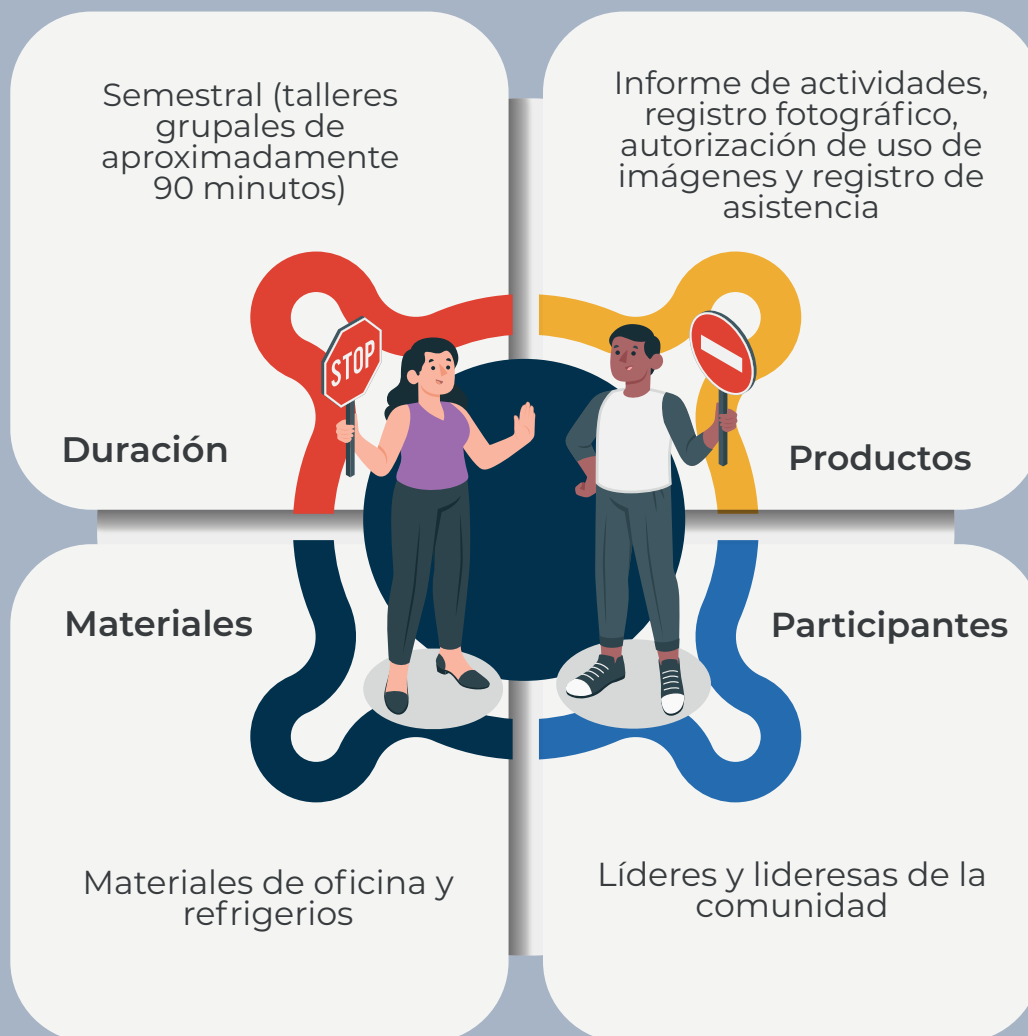 Semestral (talleres
grupales de
aproximadamente
90 minutos)
Duración
Informe de actividades,
registro fotográfico,
autorización de uso de
imágenes y registro de
asistencia
Productos
STOP
Materiales
Materiales de oficina y
refrigerios
Participantes
Líderes y lideresas de la
comunidad